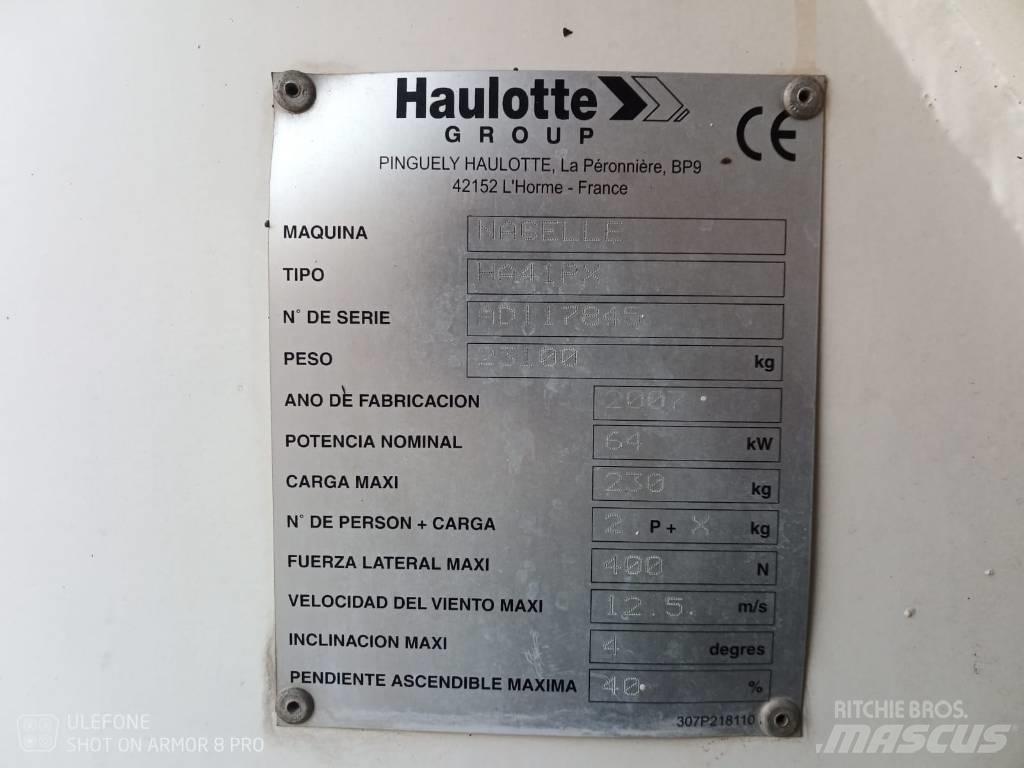 Haulotte
GROUP
CE
PINGUELY HAULOTTE, La Péronnière, BP9
42152 L'Horme - France
MAQUINA NACELLE
TIPO HA41PX
N° DE SERIE AD117845
PESO 23100 kg
ANO DE FABRICACION 2007
POTENCIA NOMINAL 64 kW
CARGA MAXI 230 kg
N° DE PERSON + CARGA 2 P + X kg
FUERZA LATERAL MAXI 400 N
VELOCIDAD DEL VIENTO MAXI 12.5 m/s
INCLINACION MAXI 4 degres
PENDIENTE ASCENDIBLE MAXIMA 40 %
307P218110
ULEFONE
SHOT ON ARMOR 8 PRO
RITCHIE BROS.
MASCUS